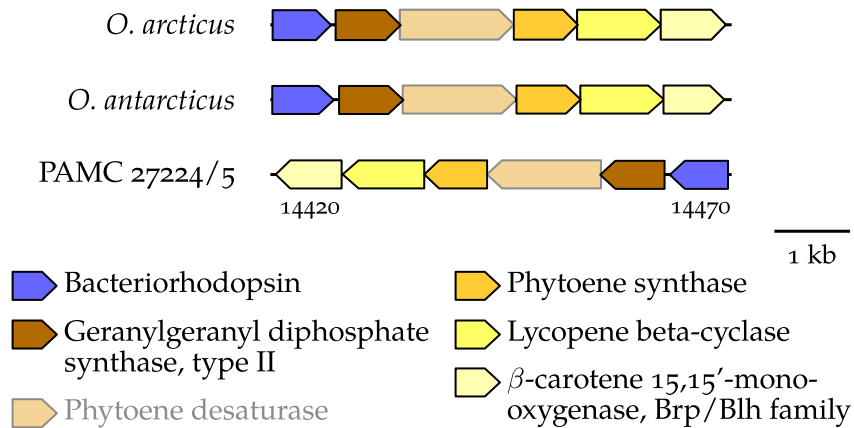 O. arcticus
O. antarcticus
PAMC 27224/5
14420 14470
1 kb
Bacteriorhodopsin
Geranylgeranyl diphosphate
synthase, type II
Phytoene desaturase
Phytoene synthase
Lycopene beta-cyclase
β-carotene 15,15’-mono-
oxygenase, Brp/Blh family